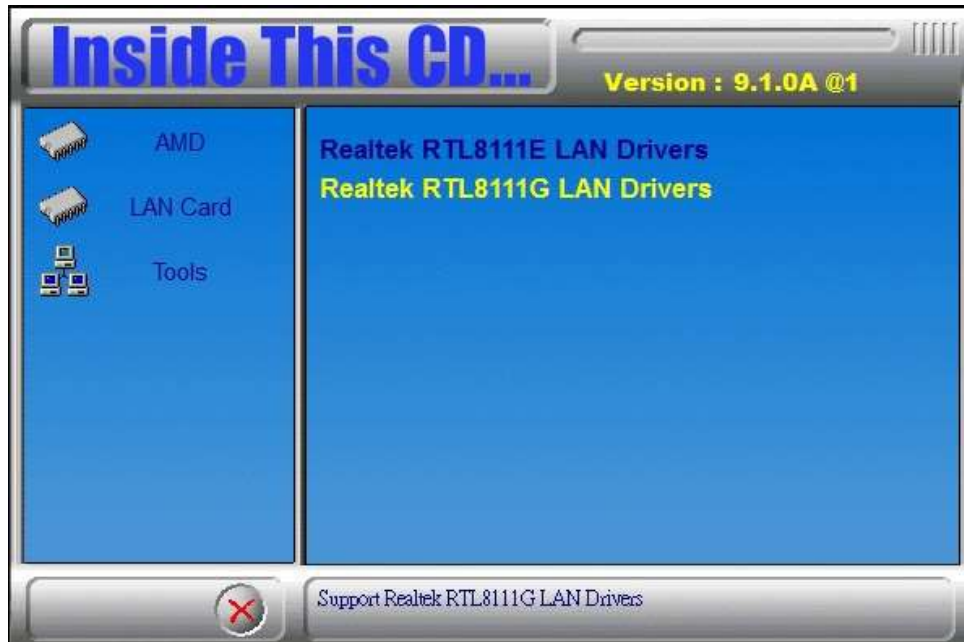 Inside This CD...
Version : 9.1.0A @1
AMD
LAN Card
Tools
Realtek RTL8111E LAN Drivers
Realtek RTL8111G LAN Drivers
Support Realtek RTL8111G LAN Drivers